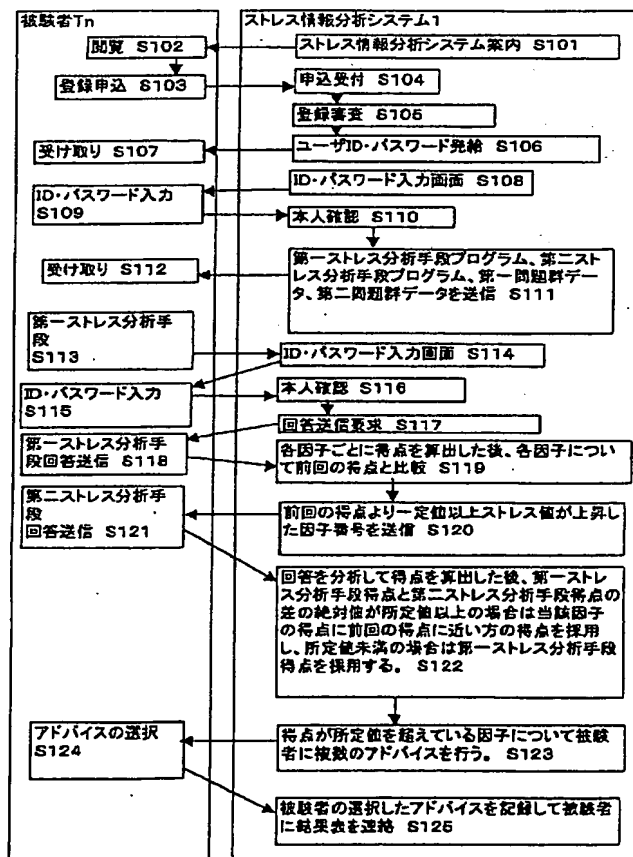 被験者Tn
ストレス情報分析システム1
閲覧 S102
ストレス情報分析システム案内 S101
登録申込 S103
申込受付 S104
登録審査 S105
受け取り S107
ユーザID・パスワード発給 S106
ID・パスワード入力画面 S108
ID・パスワード入力
S109
本人確認 S110
受け取り S112
第一ストレス分析手段プログラム、第二スト
レス分析手段プログラム、第一問題群デー
タ、第二問題群データを送信 S111
第一ストレス分析手
段
S113
ID・パスワード入力画面 S114
ID・パスワード入力
S115
本人確認 S116
回答送信要求 S117
第一ストレス分析手
段回答送信 S118
各因子ごとに得点を算出した後、各因子につい
て前回の得点と比較 S119
第二ストレス分析手
段
回答送信 S121
前回の得点より一定値以上ストレス値が上昇し
た因子番号を送信 S120
回答を分析して得点を算出した後、第一ストレ
ス分析手段得点と第二ストレス分析手段得点の
差の絶対値が所定値以上の場合は当該因子
の得点に前回の得点に近い方の得点を採用
し、所定値未満の場合は第一ストレス分析手段
得点を採用する。 S122
アドバイスの選択
S124
得点が所定値を超えている因子について被験
者に複数のアドバイスを行う。 S123
被験者の選択したアドバイスを記録して被験者
に結果表を連絡 S125